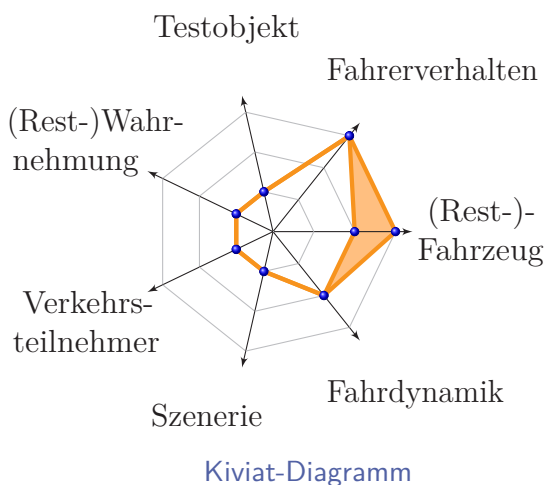 Testobjekt
Fahrerverhalten
(Rest-)Wahr-
nehmung
(Rest-)-
Fahrzeug
Verkehrs-
teilnehmer
Fahrdynamik
Szenerie
Kiviat-Diagramm